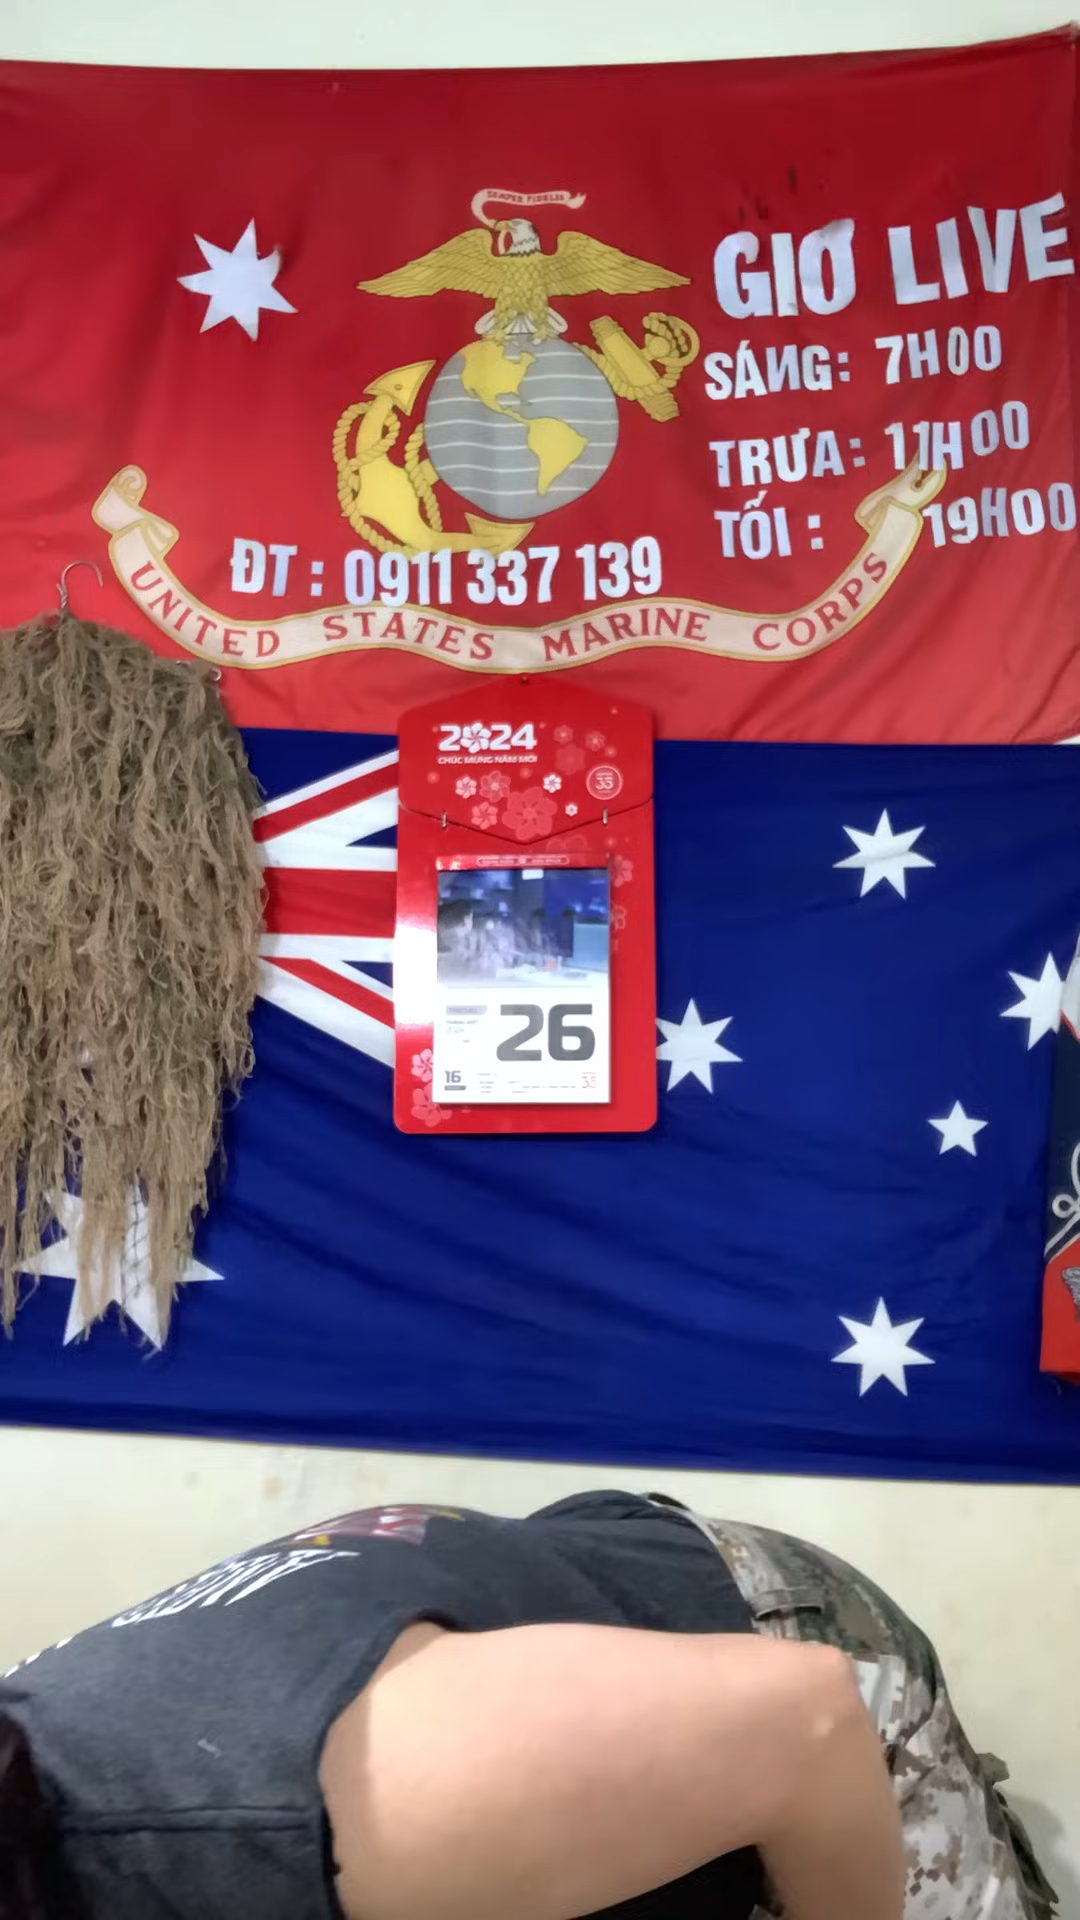 SEMPER FIDELIS
GIỜ LIVE
SÁNG: 7H00
TRƯA: 11H00
TỐI : 19H00
ĐT : 0911 337 139
UNITED STATES MARINE CORPS
2024
CHÚC MỪNG NĂM MỚI
35
26
16
35